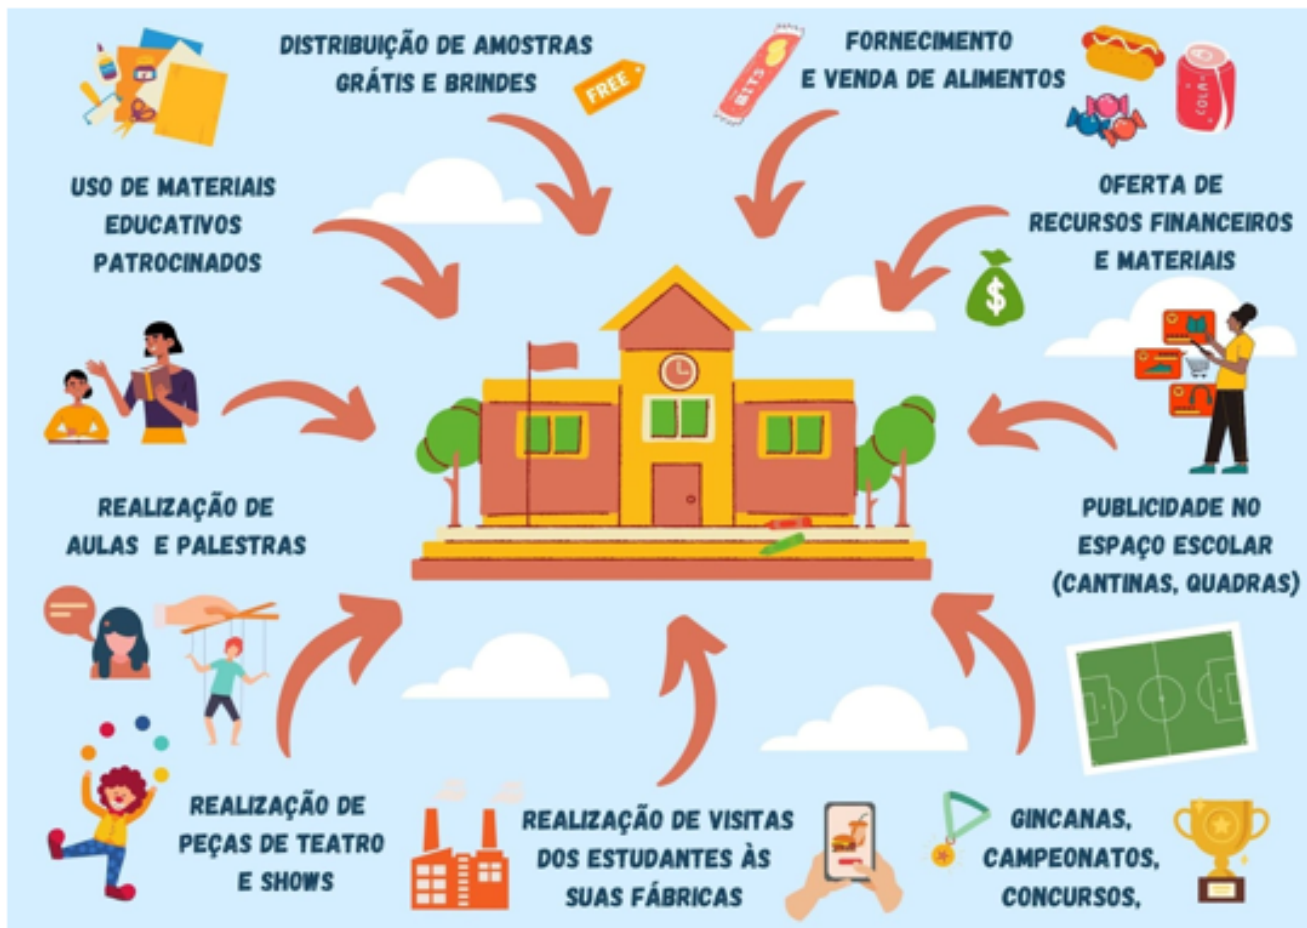 DISTRIBUIÇÃO DE AMOSTRAS
GRÁTIS E BRINDES
FREE
BITS
FORNECIMENTO
E VENDA DE ALIMENTOS
COLA
USO DE MATERIAIS
EDUCATIVOS
PATROCINADOS
OFERTA DE
RECURSOS FINANCEIROS
E MATERIAIS
$
REALIZAÇÃO DE
AULAS E PALESTRAS
PUBLICIDADE NO
ESPAÇO ESCOLAR
(CANTINAS, QUADRAS)
REALIZAÇÃO DE
PEÇAS DE TEATRO
E SHOWS
REALIZAÇÃO DE VISITAS
DOS ESTUDANTES ÀS
SUAS FÁBRICAS
GINCANAS,
CAMPEONATOS,
CONCURSOS,